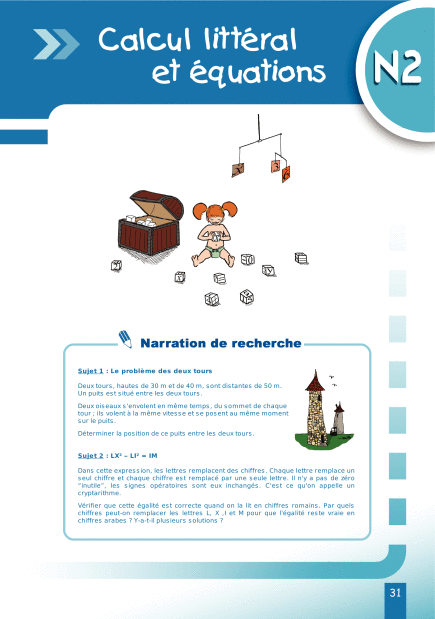 Calcul littéral
et équations
N2
Narration de recherche
Sujet 1 : Le problème des deux tours
Deux tours, hautes de 30 m et de 40 m, sont distantes de 50 m.
Un puits est situé entre les deux tours.
Deux oiseaux s'envolent en même temps, du sommet de chaque
tour ; ils volent à la même vitesse et se posent au même moment
sur le puits.
Déterminer la position de ce puits entre les deux tours.
Sujet 2 : LX² – LI² = IM
Dans cette expression, les lettres remplacent des chiffres. Chaque lettre remplace un
seul chiffre et chaque chiffre est remplacé par une seule lettre. Il n'y a pas de zéro
"inutile", les signes opératoires sont eux inchangés. C'est ce qu'on appelle un
cryptarithme.
Vérifier que cette égalité est correcte quand on la lit en chiffres romains. Par quels
chiffres peut-on remplacer les lettres L, X ,I et M pour que l'égalité reste vraie en
chiffres arabes ? Y-a-t-il plusieurs solutions ?
31